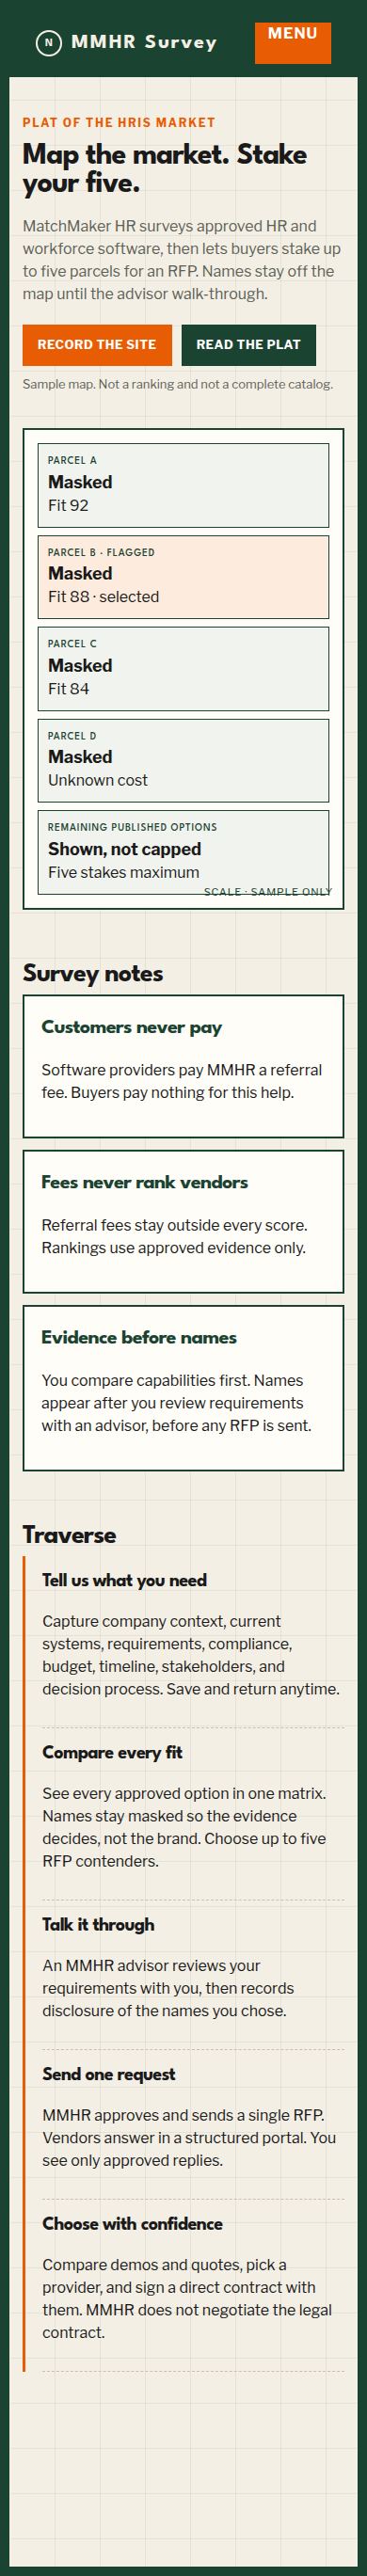 N MMHR Survey
MENU
PLAT OF THE HRIS MARKET
Map the market. Stake
your five.
MatchMaker HR surveys approved HR and
workforce software, then lets buyers stake up
to five parcels for an RFP. Names stay off the
map until the advisor walk-through.
RECORD THE SITE
READ THE PLAT
Sample map. Not a ranking and not a complete catalog.
PARCEL A
Masked
Fit 92
PARCEL B · FLAGGED
Masked
Fit 88 · selected
PARCEL C
Masked
Fit 84
PARCEL D
Masked
Unknown cost
REMAINING PUBLISHED OPTIONS
Shown, not capped
Five stakes maximum
SCALE · SAMPLE ONLY
Survey notes
Customers never pay
Software providers pay MMHR a referral
fee. Buyers pay nothing for this help.
Fees never rank vendors
Referral fees stay outside every score.
Rankings use approved evidence only.
Evidence before names
You compare capabilities first. Names
appear after you review requirements
with an advisor, before any RFP is sent.
Traverse
Tell us what you need
Capture company context, current
systems, requirements, compliance,
budget, timeline, stakeholders, and
decision process. Save and return anytime.
Compare every fit
See every approved option in one matrix.
Names stay masked so the evidence
decides, not the brand. Choose up to five
RFP contenders.
Talk it through
An MMHR advisor reviews your
requirements with you, then records
disclosure of the names you chose.
Send one request
MMHR approves and sends a single RFP.
Vendors answer in a structured portal. You
see only approved replies.
Choose with confidence
Compare demos and quotes, pick a
provider, and sign a direct contract with
them. MMHR does not negotiate the legal
contract.